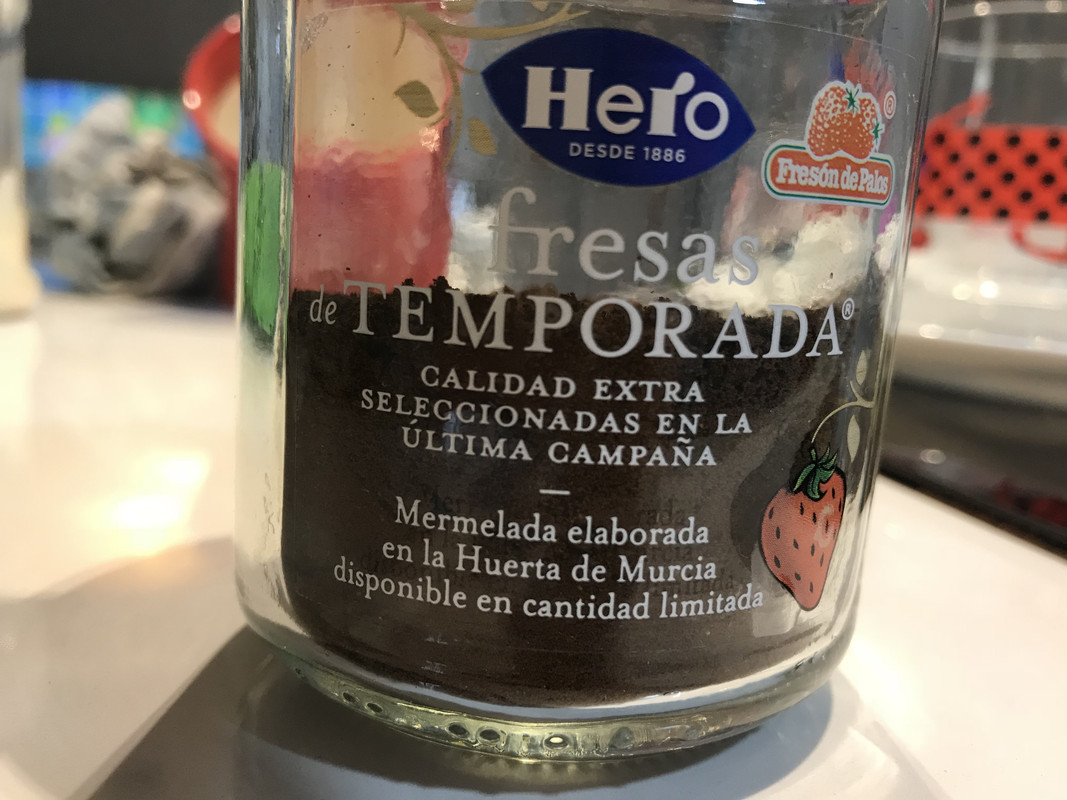 Hero
DESDE 1886
®
Fresón de Palos
fresas
de TEMPORADA®
CALIDAD EXTRA
SELECCIONADAS EN LA
ÚLTIMA CAMPAÑA
—
Mermelada elaborada
en la Huerta de Murcia
disponible en cantidad limitada